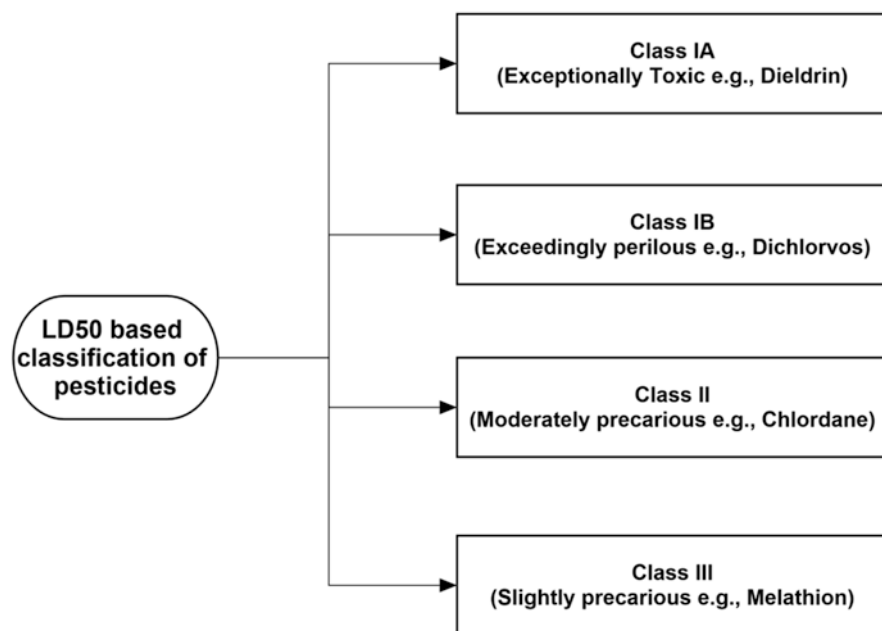 Class IA
(Exceptionally Toxic e.g., Dieldrin)
Class IB
(Exceedingly perilous e.g., Dichlorvos)
LD50 based
classification of
pesticides
Class II
(Moderately precarious e.g., Chlordane)
Class III
(Slightly precarious e.g., Melathion)